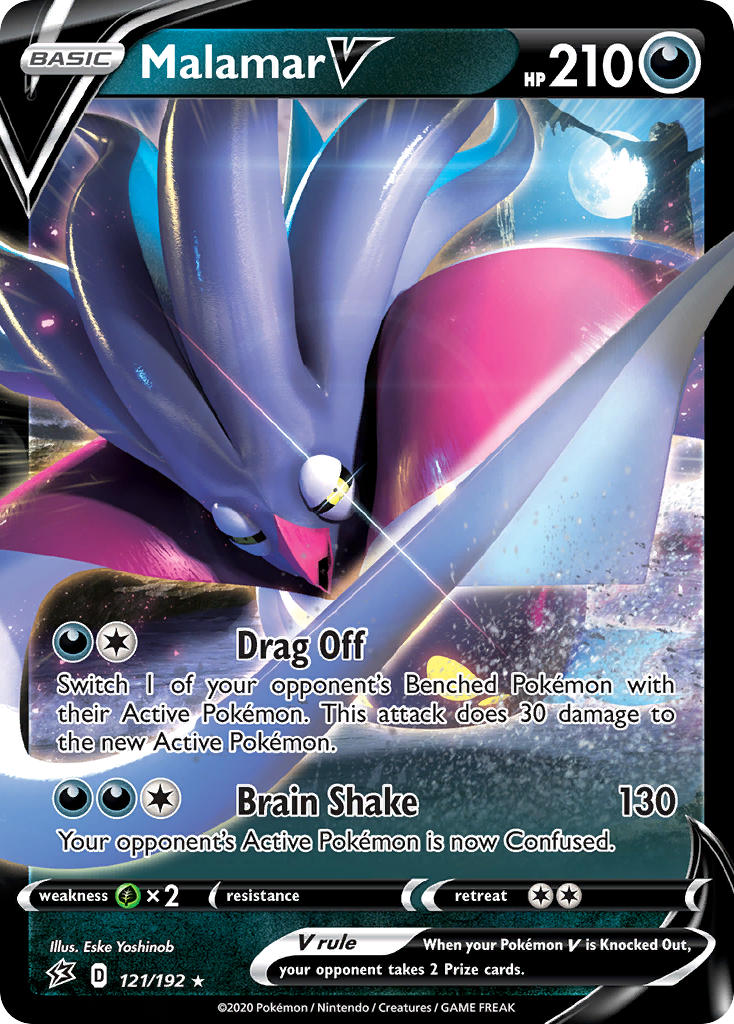 BASIC Malamar V HP 210
Drag Off
Switch 1 of your opponent's Benched Pokémon with
their Active Pokémon. This attack does 30 damage to
the new Active Pokémon.
Brain Shake 130
Your opponent's Active Pokémon is now Confused.
weakness ×2 resistance retreat
Illus. Eske Yoshinob
V rule When your Pokémon V is Knocked Out,
your opponent takes 2 Prize cards.
D 121/192 ★
©2020 Pokémon / Nintendo / Creatures / GAME FREAK